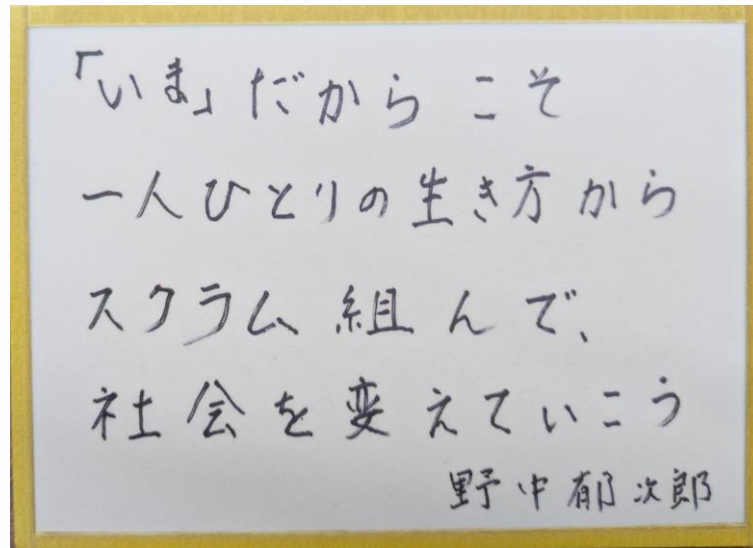 「いま」だからこそ
一人ひとりの生き方から
スクラム組んで、
社会を変えていこう
野中郁次郎